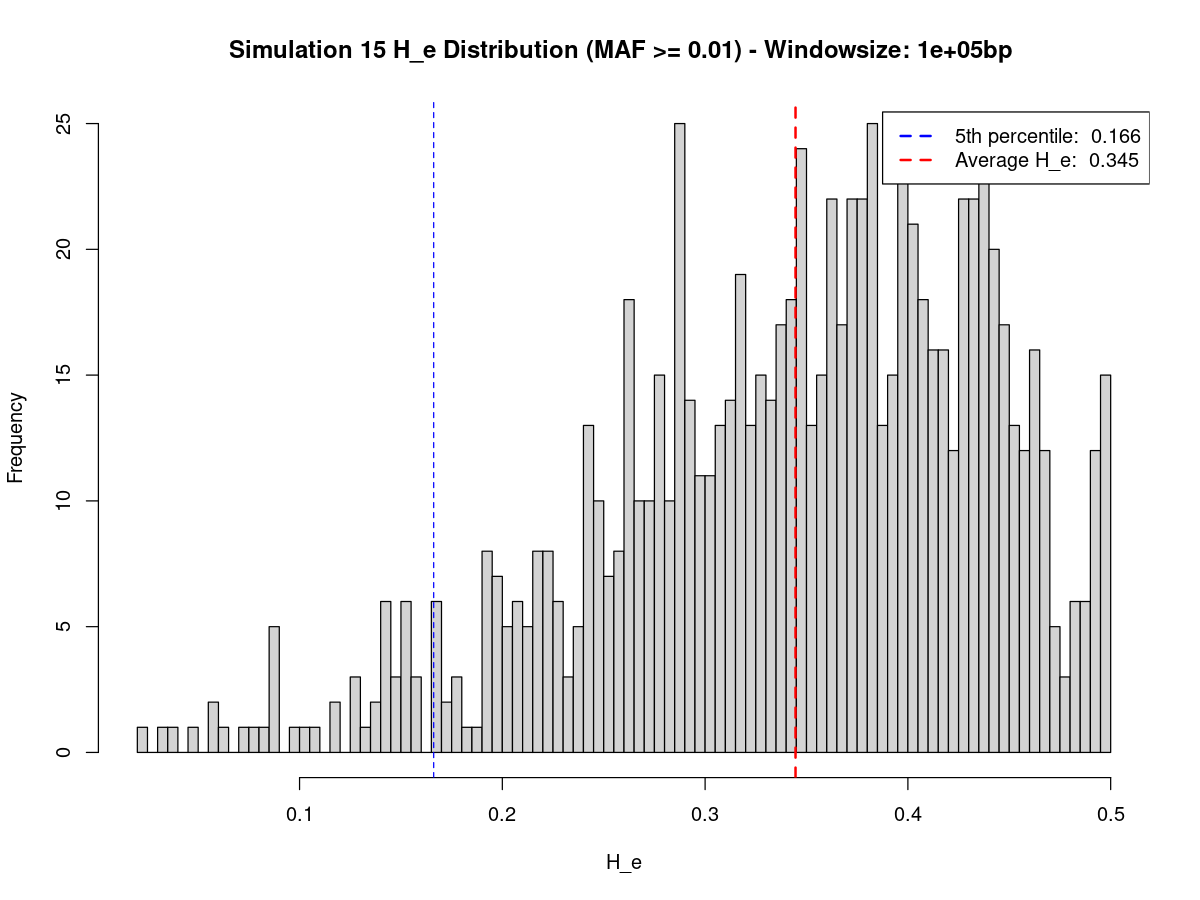 Simulation 15 H_e Distribution (MAF >= 0.01) - Windowsize: 1e+05bp
5th percentile:  0.166
Average H_e:  0.345
Frequency
25
20
15
10
5
0
0.1 0.2 0.3 0.4 0.5
H_e